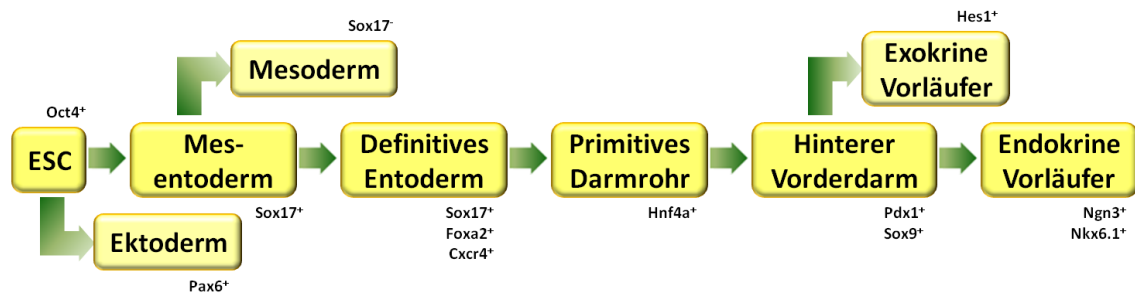 Hes1⁺
Sox17⁻
Mesoderm
Exokrine
Vorläufer
Oct4⁺
ESC
Mes-
entoderm
Definitives
Entoderm
Primitives
Darmrohr
Hinterer
Vorderdarm
Endokrine
Vorläufer
Sox17⁺
Sox17⁺
Foxa2⁺
Cxcr4⁺
Hnf4a⁺
Pdx1⁺
Sox9⁺
Ngn3⁺
Nkx6.1⁺
Ektoderm
Pax6⁺